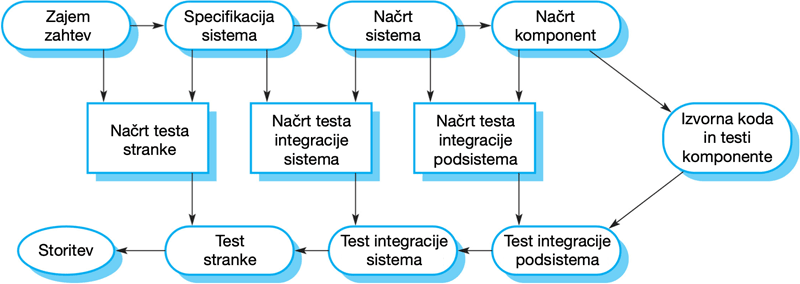 Zajem
zahtev
Specifikacija
sistema
Načrt
sistema
Načrt
komponent
Načrt testa
stranke
Načrt testa
integracije
sistema
Načrt testa
integracije
podsistema
Izvorna koda
in testi
komponente
Storitev
Test
stranke
Test integracije
sistema
Test integracije
podsistema